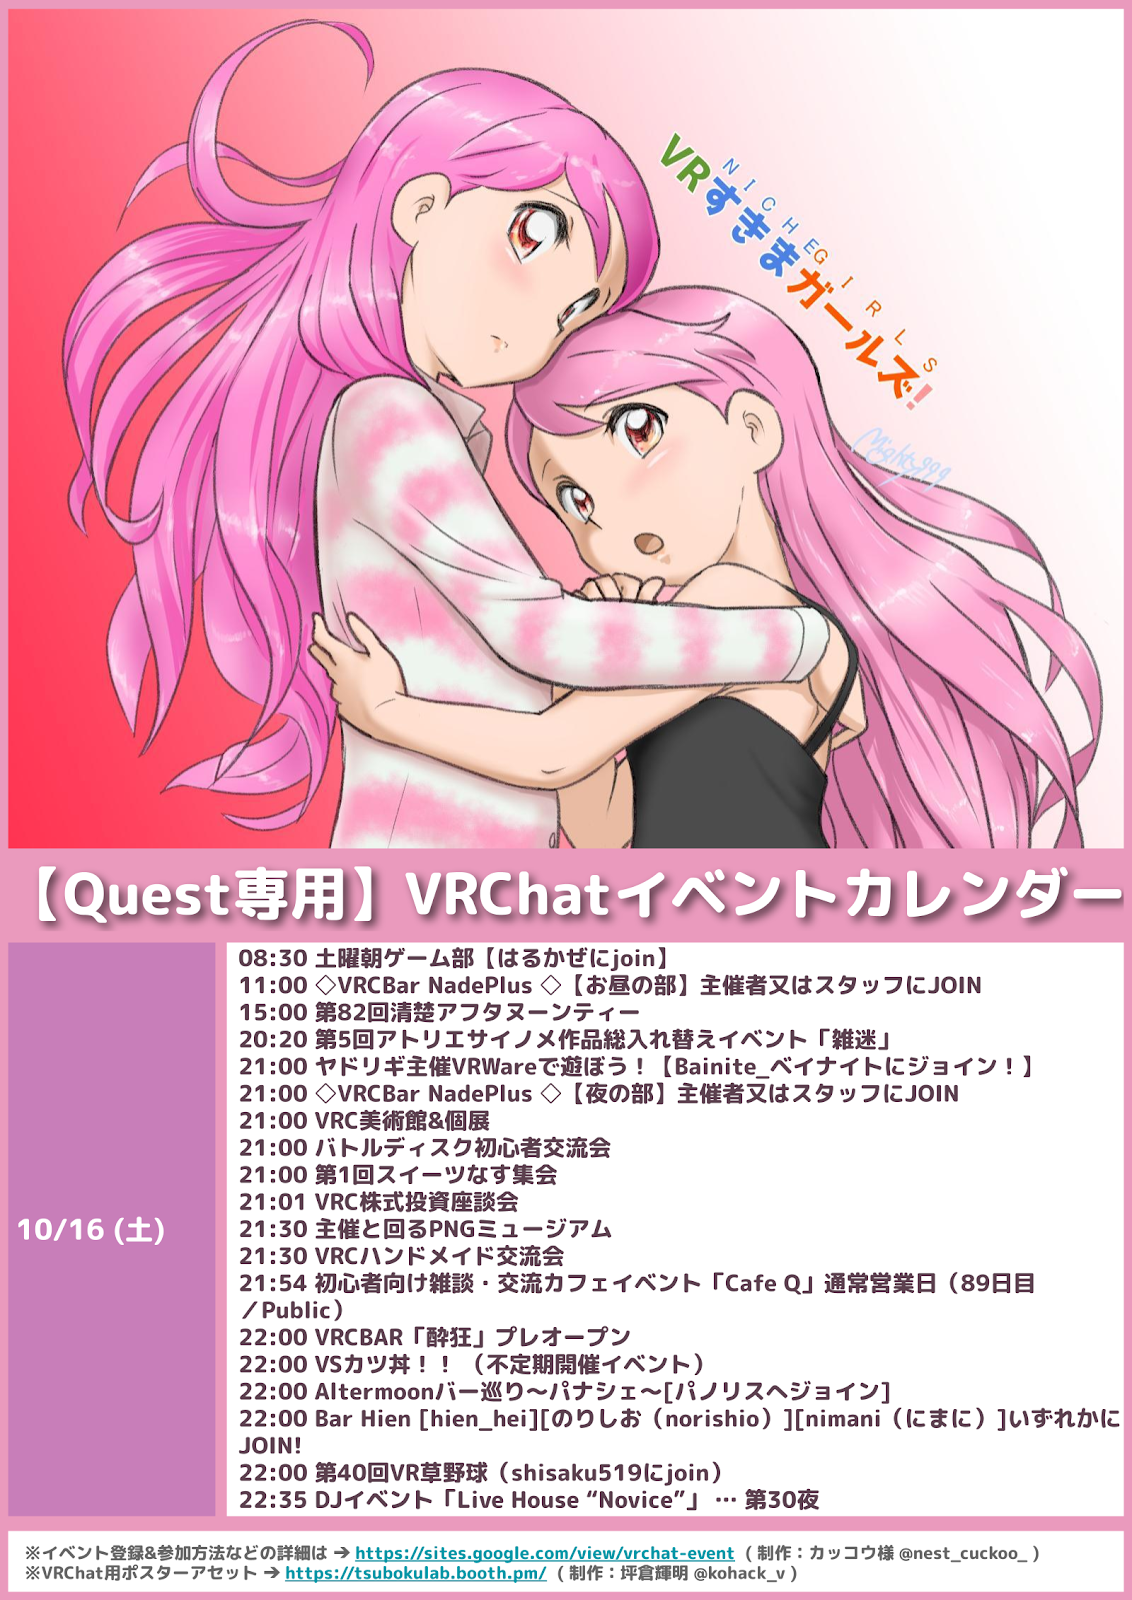 NICHE GIRLS
VRすきまガールズ!
Mighty999
【Quest専用】VRChatイベントカレンダー
10/16 (土)
08:30 土曜朝ゲーム部【はるかぜにjoin】
11:00 ◇VRCBar NadePlus ◇【お昼の部】主催者又はスタッフにJOIN
15:00 第82回清楚アフタヌーンティー
20:20 第5回アトリエサイノメ作品総入れ替えイベント「雑迷」
21:00 ヤドリギ主催VRWareで遊ぼう！【Bainite_ベイナイトにジョイン！】
21:00 ◇VRCBar NadePlus ◇【夜の部】主催者又はスタッフにJOIN
21:00 VRC美術館&個展
21:00 バトルディスク初心者交流会
21:00 第1回スイーツなす集会
21:01 VRC株式投資座談会
21:30 主催と回るPNGミュージアム
21:30 VRCハンドメイド交流会
21:54 初心者向け雑談・交流カフェイベント「Cafe Q」通常営業日（89日目
／Public）
22:00 VRCBAR「酔狂」プレオープン
22:00 VSカツ丼！！（不定期開催イベント）
22:00 Altermoonバー巡り～パナシェ～[パノリスへジョイン]
22:00 Bar Hien [hien_hei][のりしお（norishio）][nimani（にまに）]いずれかに
JOIN!
22:00 第40回VR草野球（shisaku519にjoin）
22:35 DJイベント「Live House “Novice”」 … 第30夜
※イベント登録&参加方法などの詳細は → https://sites.google.com/view/vrchat-event （制作：カッコウ様 @nest_cuckoo_ )
※VRChat用ポスターアセット → https://tsubokulab.booth.pm/ （制作：坪倉輝明 @kohack_v )